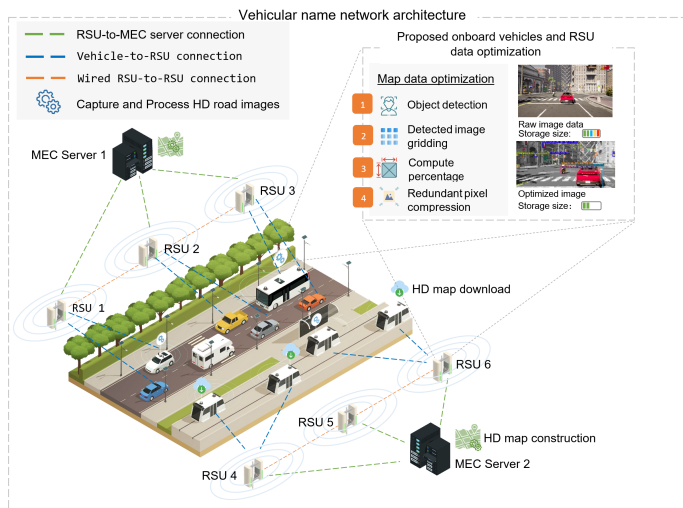 Vehicular name network architecture
RSU-to-MEC server connection
Vehicle-to-RSU connection
Wired RSU-to-RSU connection
Capture and Process HD road images
Proposed onboard vehicles and RSU
data optimization
Map data optimization
1 Object detection
2 Detected image
gridding
3 Compute
percentage
4 Redundant pixel
compression
Raw image data
Storage size:
Optimized image
Storage size:
MEC Server 1
RSU 3
RSU 2
RSU 1
HD map download
RSU 6
RSU 5
RSU 4
HD map construction
MEC Server 2